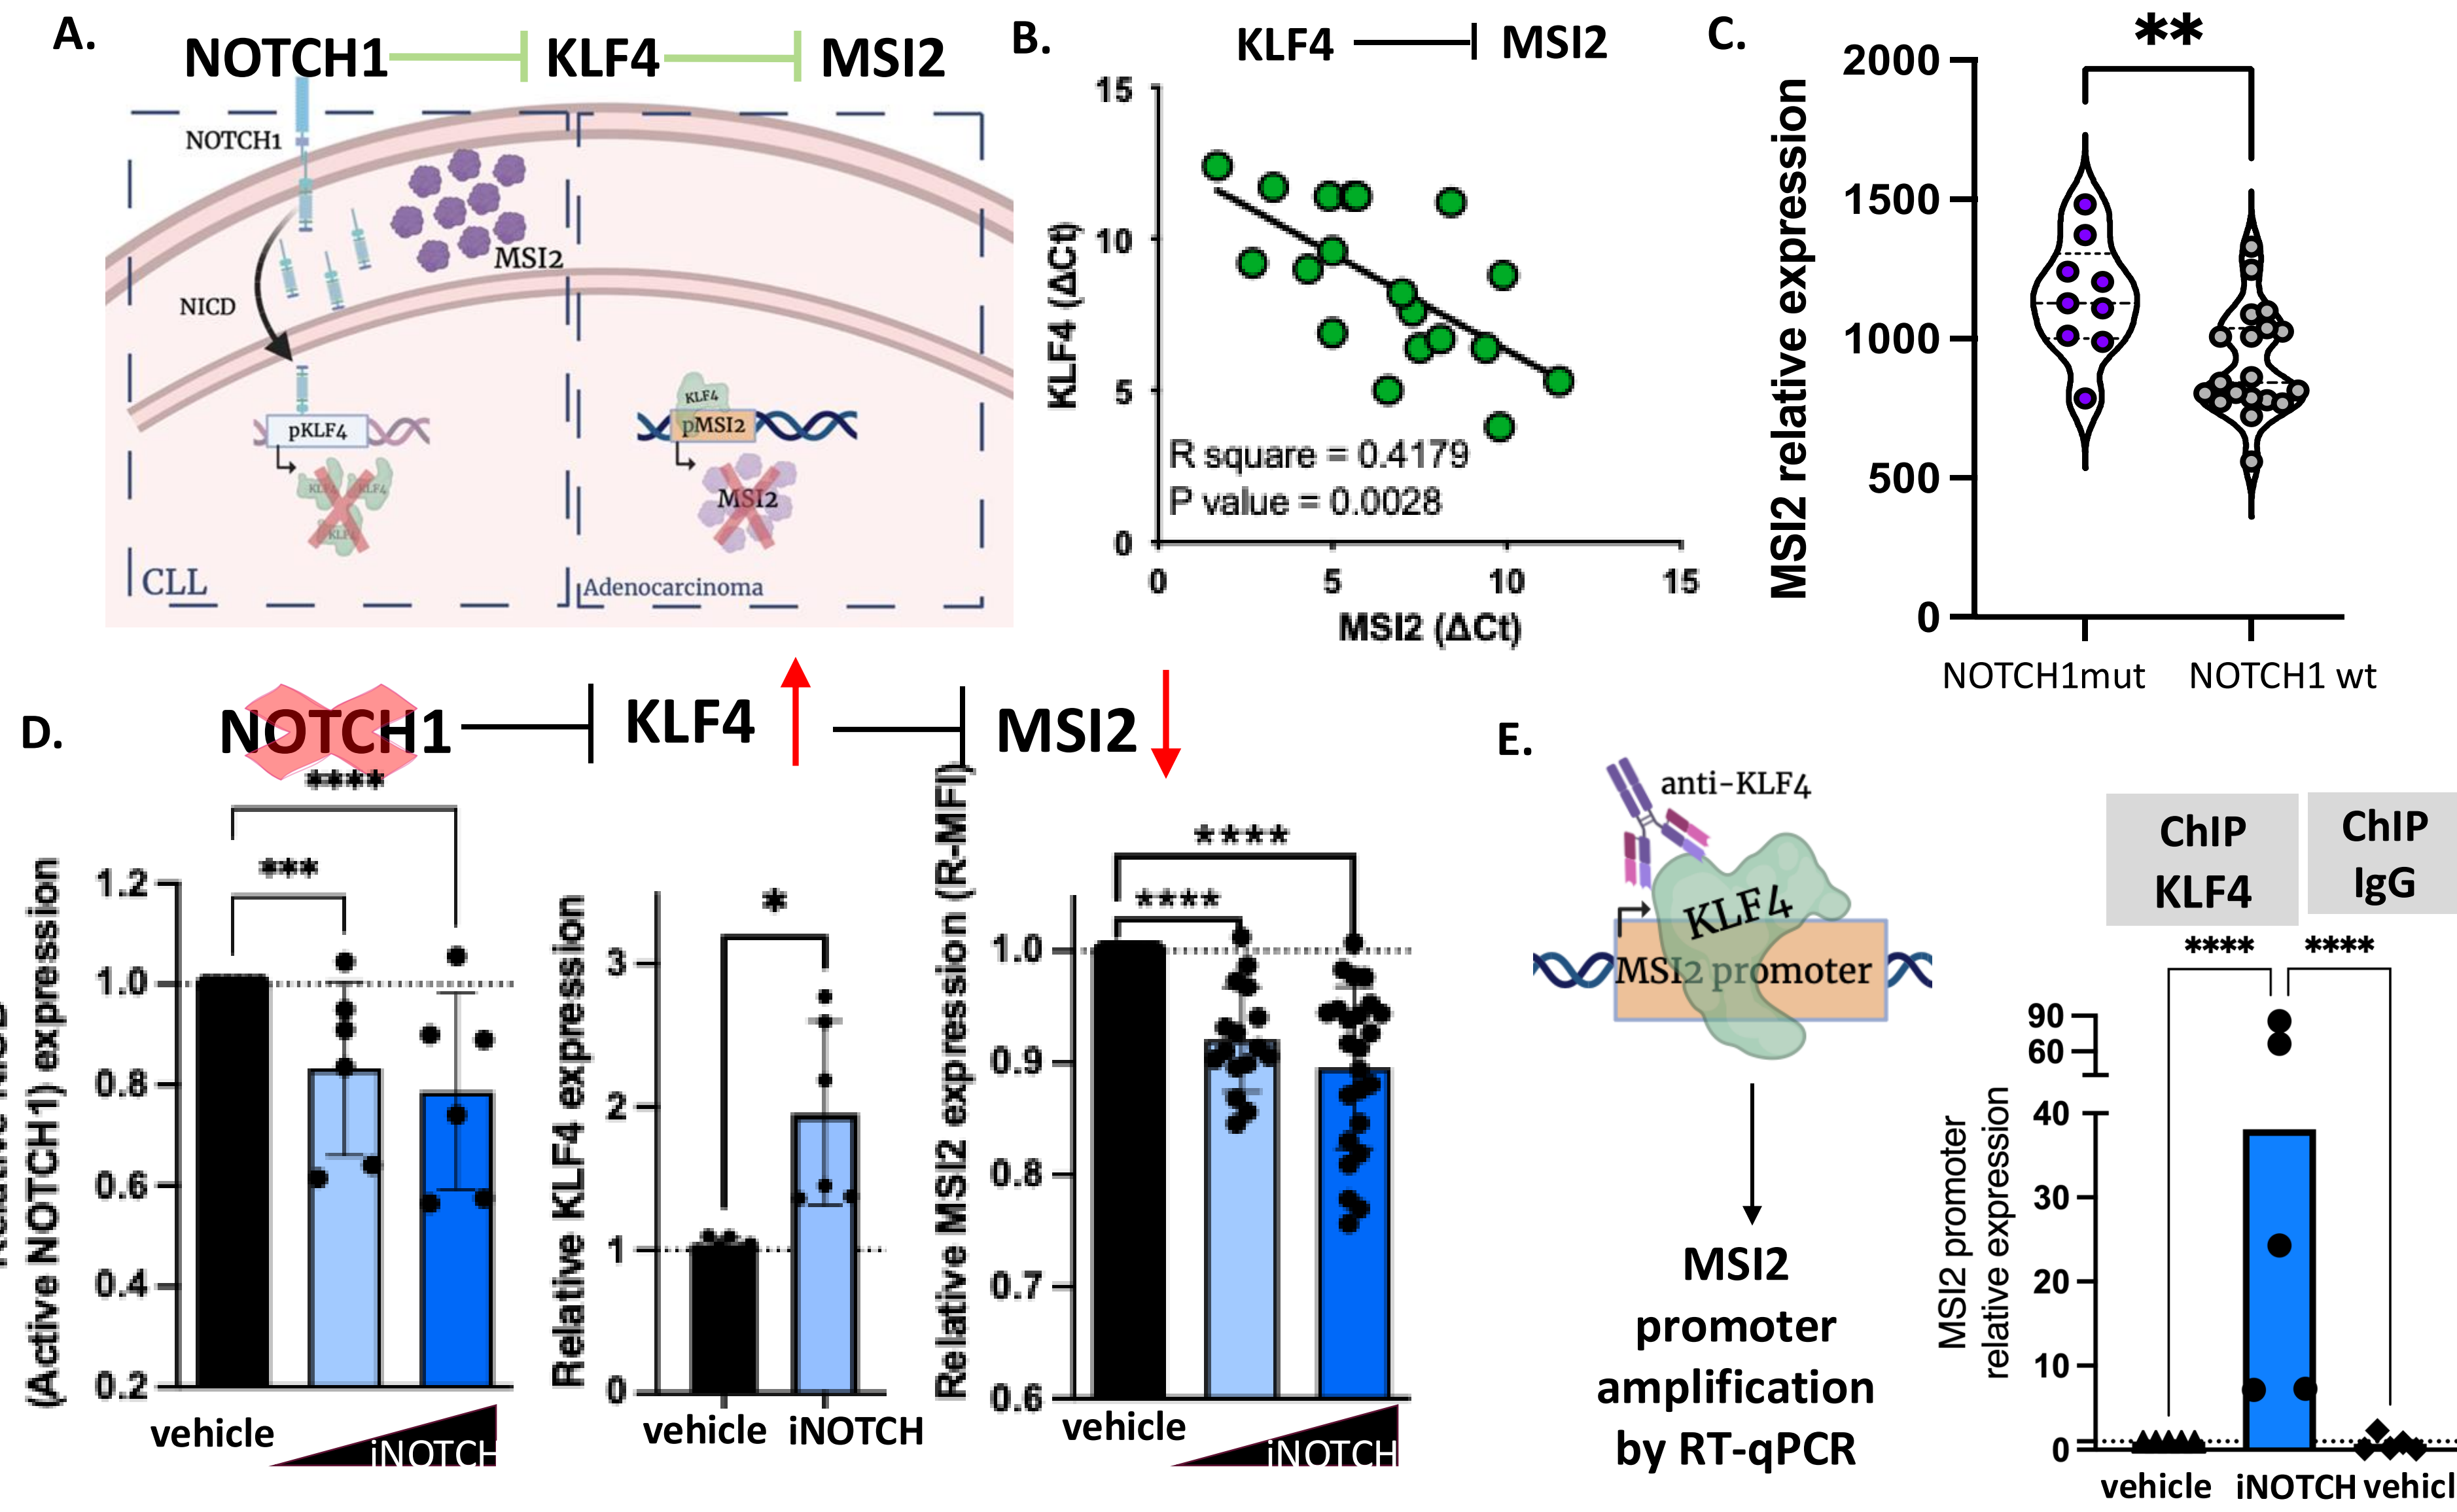 A.
NOTCH1 KLF4 MSI2
NOTCH1
MSI2
NICD
pKLF4
KLF4 KLF4
KLF4
CLL
KLF4
pMSI2
MSI2
Adenocarcinoma
B.
KLF4 MSI2
15
10
5
0
KLF4 (ΔCt)
R square = 0.4179
P value = 0.0028
0 5 10 15
MSI2 (ΔCt)
C.
**
2000
1500
1000
500
0
MSI2 relative expression
NOTCH1mut NOTCH1 wt
D.
NOTCH1 KLF4 MSI2
(Active NOTCH1) expression
****
***
1.2
1.0
0.8
0.6
0.4
0.2
vehicle iNOTCH
Relative KLF4 expression
*
3
2
1
0
vehicle iNOTCH
Relative MSI2 expression (R-MFI)
****
****
1.0
0.9
0.8
0.7
0.6
vehicle iNOTCH
E.
anti-KLF4
KLF4
MSI2 promoter
MSI2
promoter
amplification
by RT-qPCR
ChIP
KLF4
ChIP
IgG
**** ****
MSI2 promoter
relative expression
90
60
40
30
20
10
0
vehicle iNOTCH vehicl